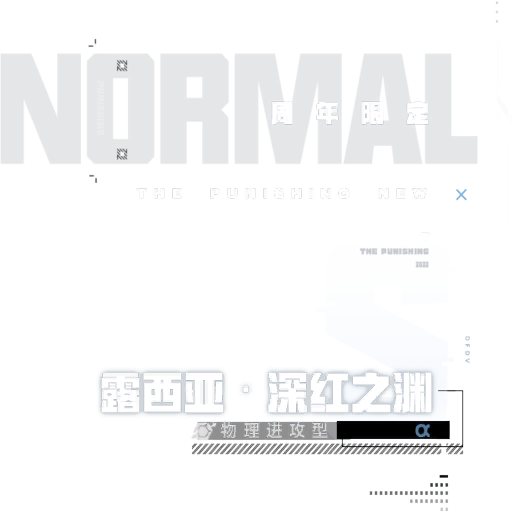 NORMAL
周年限定
THE PUNISHING NEW
THE PUNISHING
露西亚·深红之渊
物理进攻型
α